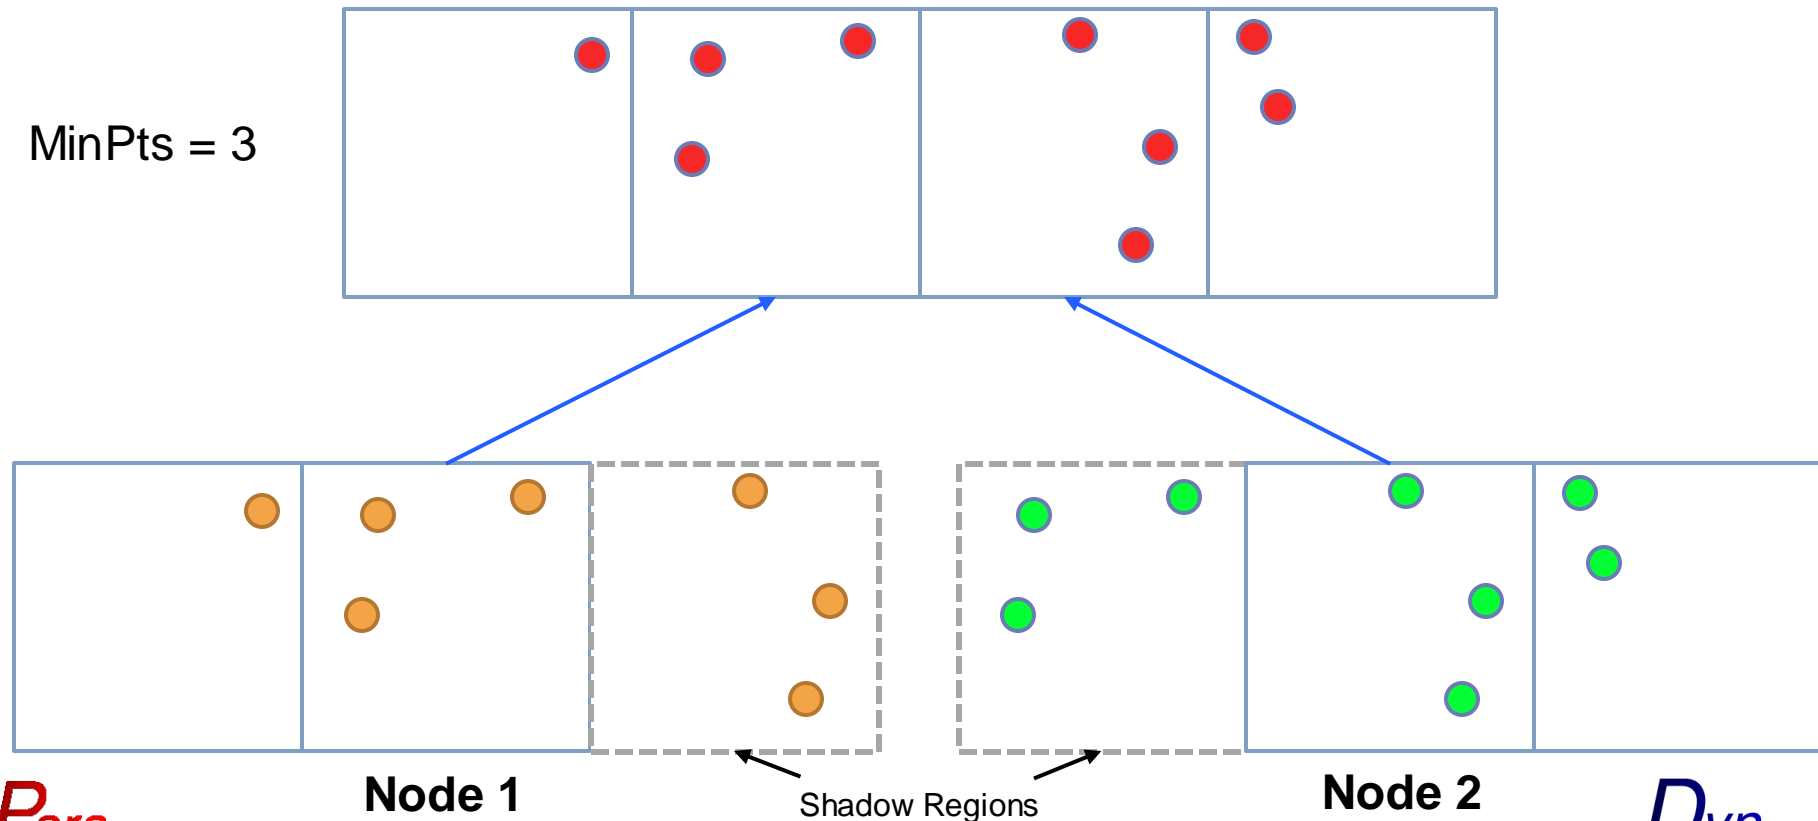 MinPts = 3
Node 1
Shadow Regions
Node 2